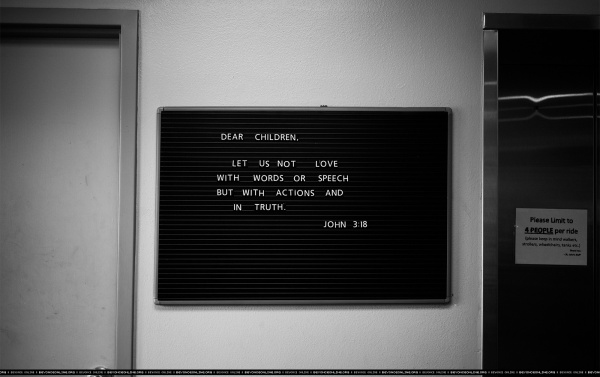 DEAR CHILDREN,
LET US NOT LOVE
WITH WORDS OR SPEECH
BUT WITH ACTIONS AND
IN TRUTH.
JOHN 3:18
Please Limit to
4 PEOPLE per ride